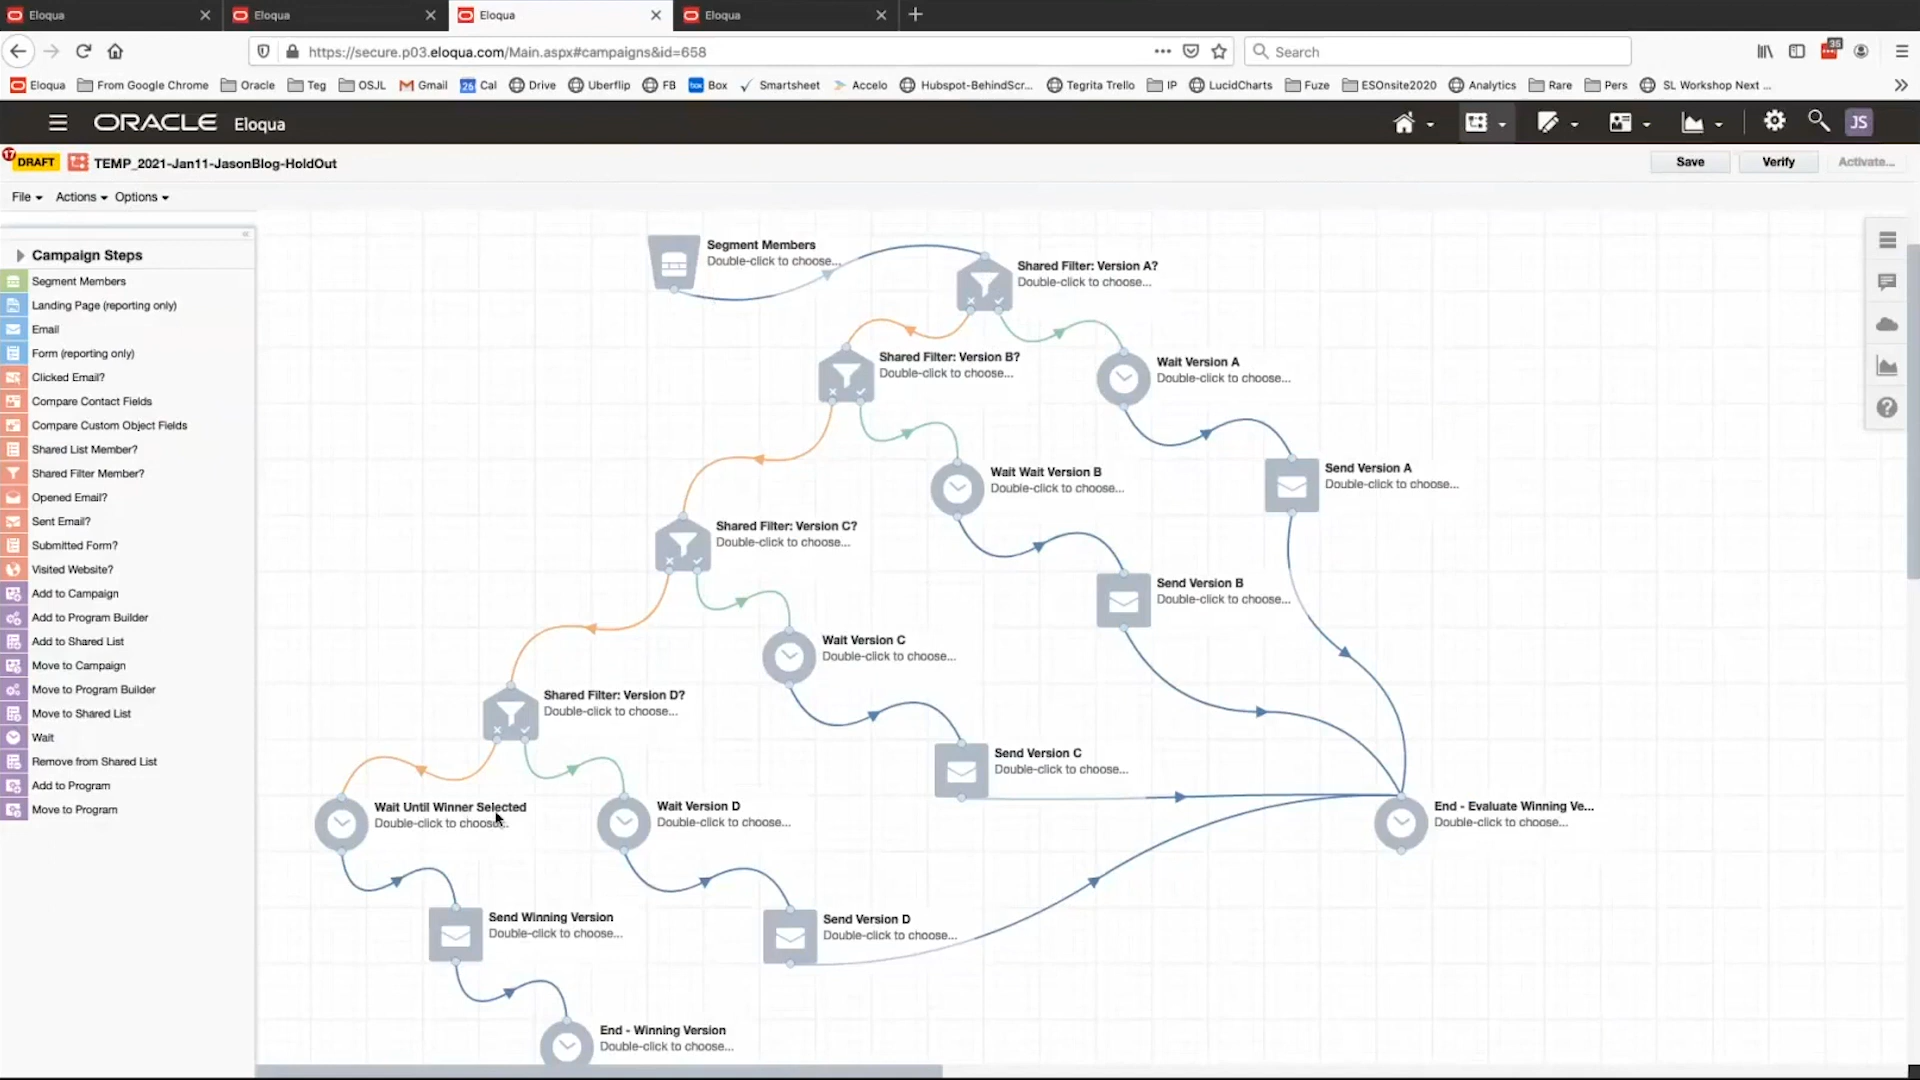 Eloqua
Eloqua
Eloqua
Eloqua
https://secure.p03.eloqua.com/Main.aspx#campaigns&id=658
Search
36
Eloqua From Google Chrome Oracle Teg OSJL Gmail 26 Cal Drive Uberflip FB box Box Smartsheet Accelo Hubspot-BehindScr... Tegrita Trello IP LucidCharts Fuze ESOnsite2020 Analytics Rare Pers SL Workshop Next ...
ORACLE Eloqua
JS
17
DRAFT TEMP_2021-Jan11-JasonBlog-HoldOut
Save Verify Activate...
File Actions Options
Campaign Steps
Segment Members
Landing Page (reporting only)
Email
Form (reporting only)
Clicked Email?
Compare Contact Fields
Compare Custom Object Fields
Shared List Member?
Shared Filter Member?
Opened Email?
Sent Email?
Submitted Form?
Visited Website?
Add to Campaign
Add to Program Builder
Add to Shared List
Move to Campaign
Move to Program Builder
Move to Shared List
Wait
Remove from Shared List
Add to Program
Move to Program
Segment Members
Double-click to choose...
Shared Filter: Version A?
Double-click to choose...
Shared Filter: Version B?
Double-click to choose...
Wait Version A
Double-click to choose...
Wait Wait Version B
Double-click to choose...
Send Version A
Double-click to choose...
Shared Filter: Version C?
Double-click to choose...
Send Version B
Double-click to choose...
Wait Version C
Double-click to choose...
Shared Filter: Version D?
Double-click to choose...
Send Version C
Double-click to choose...
Wait Until Winner Selected
Double-click to choose...
Wait Version D
Double-click to choose...
End - Evaluate Winning Ve...
Double-click to choose...
Send Winning Version
Double-click to choose...
Send Version D
Double-click to choose...
End - Winning Version
Double-click to choose...